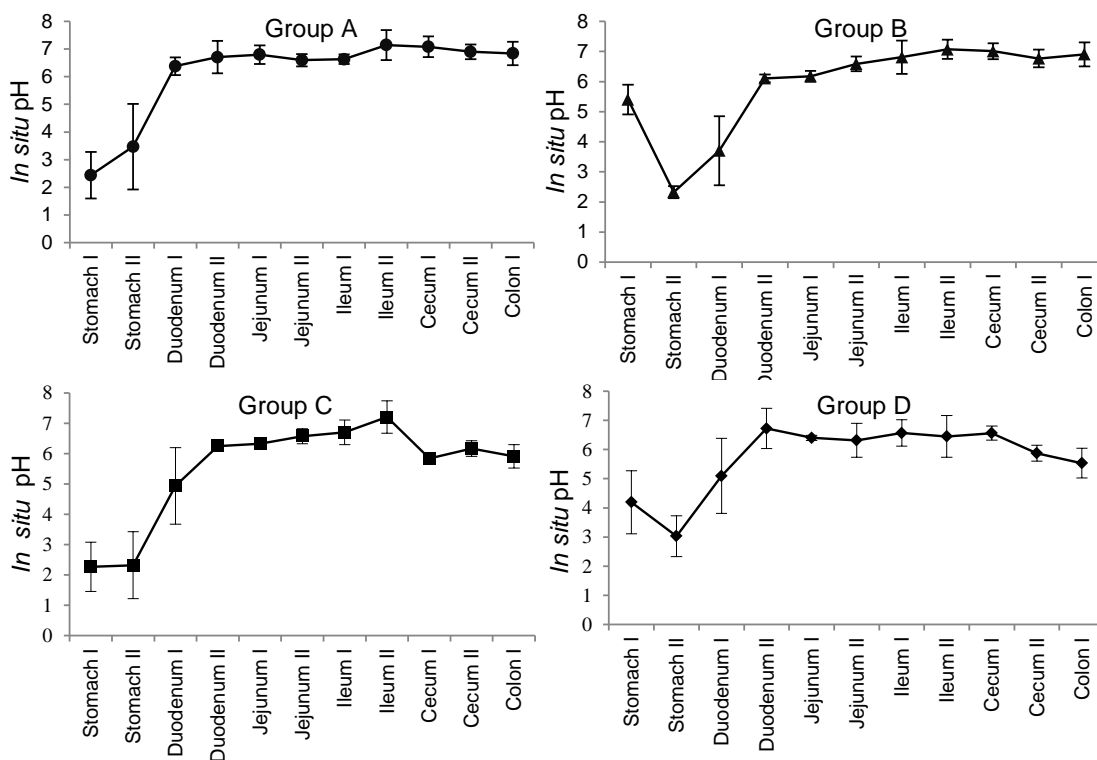 Group A
In situ pH
8
7
6
5
4
3
2
1
0
Stomach I
Stomach II
Duodenum I
Duodenum II
Jejunum I
Jejunum II
Ileum I
Ileum II
Cecum I
Cecum II
Colon I
Group B
In situ pH
8
7
6
5
4
3
2
1
0
Stomach I
Stomach II
Duodenum I
Duodenum II
Jejunum I
Jejunum II
Ileum I
Ileum II
Cecum I
Cecum II
Colon I
Group C
In situ pH
8
7
6
5
4
3
2
1
0
Stomach I
Stomach II
Duodenum I
Duodenum II
Jejunum I
Jejunum II
Ileum I
Ileum II
Cecum I
Cecum II
Colon I
Group D
In situ pH
8
7
6
5
4
3
2
1
0
Stomach I
Stomach II
Duodenum I
Duodenum II
Jejunum I
Jejunum II
Ileum I
Ileum II
Cecum I
Cecum II
Colon I